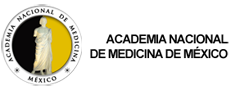 ACADEMIA NACIONAL DE MEDICINA
MÉXICO
ACADEMIA NACIONAL
DE MEDICINA DE MÉXICO